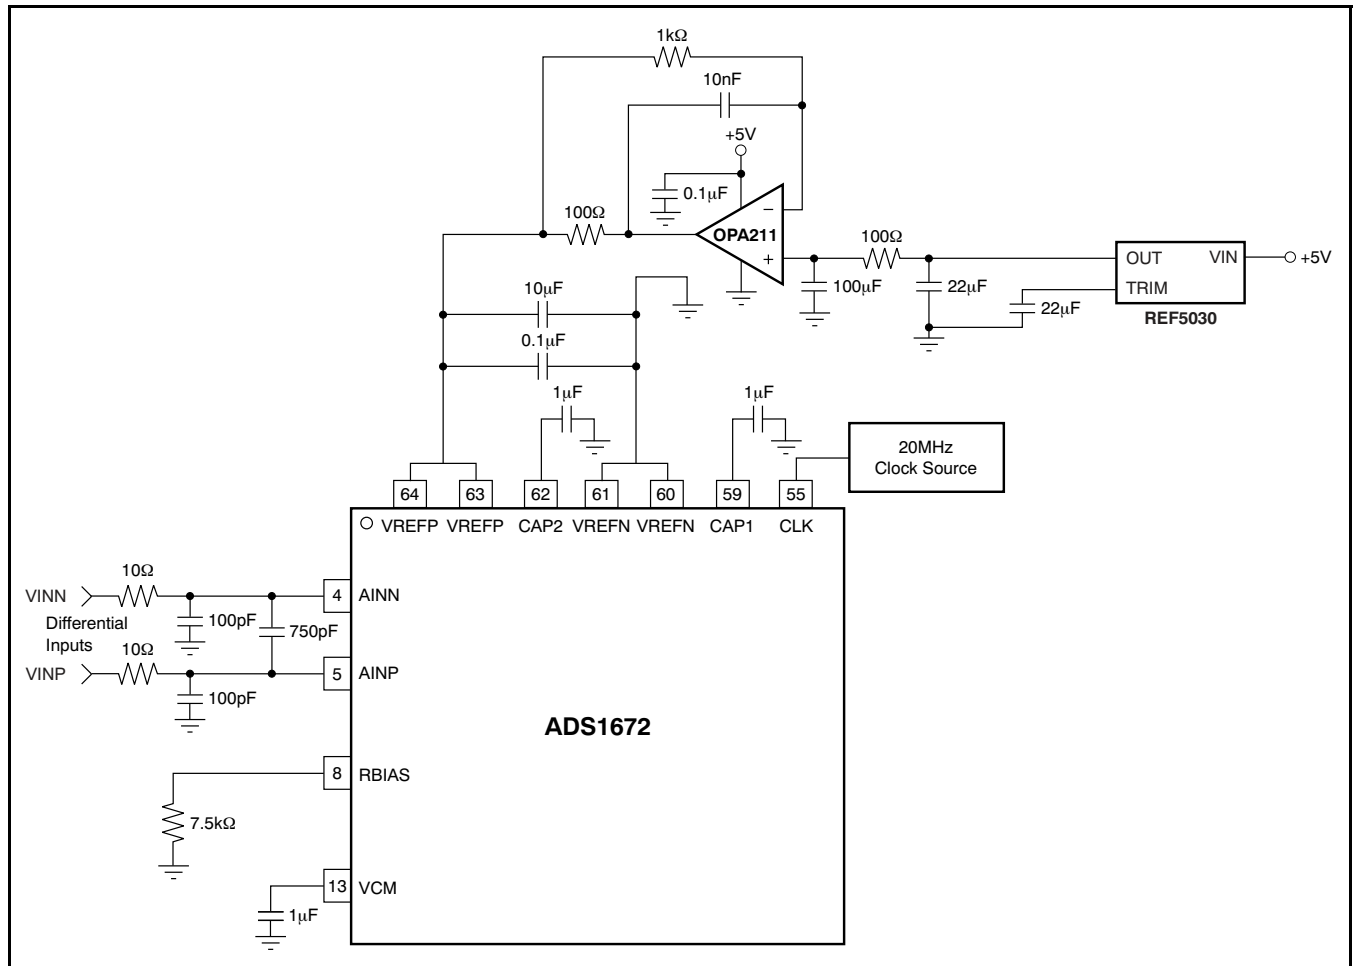 1kΩ
10nF
+5V
0.1μF
100Ω
OPA211
−
+
100Ω
100μF
22μF
22μF
OUT
VIN
TRIM
+5V
REF5030
10μF
0.1μF
1μF
1μF
20MHz
Clock Source
64
63
62
61
60
59
55
VREFP
VREFP
CAP2
VREFN
VREFN
CAP1
CLK
10Ω
VINN
4
AINN
100pF
750pF
Differential
Inputs
10Ω
VINP
5
AINP
100pF
ADS1672
8
RBIAS
7.5kΩ
13
VCM
1μF